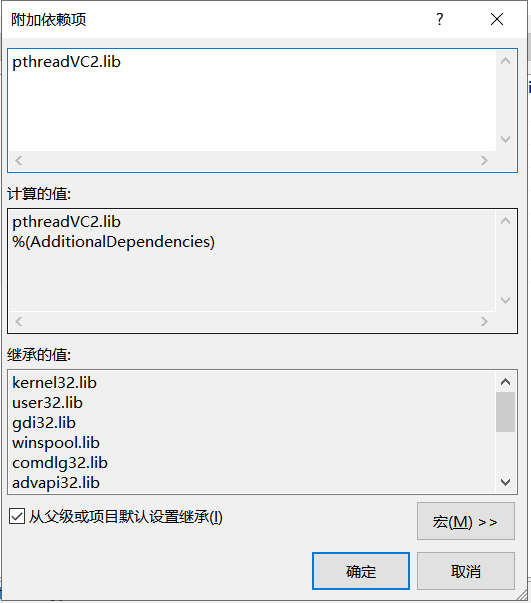 附加依赖项
?
pthreadVC2.lib
计算的值:
pthreadVC2.lib
%(AdditionalDependencies)
继承的值:
kernel32.lib
user32.lib
gdi32.lib
winspool.lib
comdlg32.lib
advapi32.lib
从父级或项目默认设置继承(I)
宏(M) >>
确定
取消